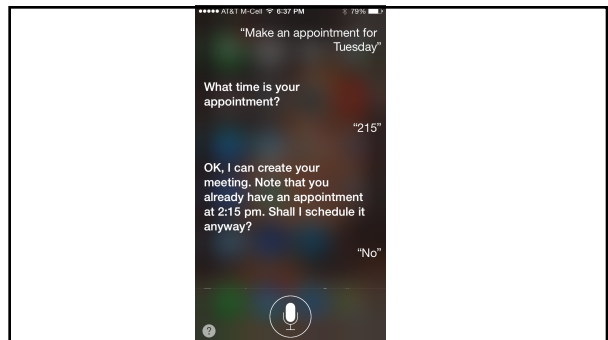 ●●●●● AT&T M-Cell 6:37 PM 79%
“Make an appointment for
Tuesday”
What time is your
appointment?
“215”
OK, I can create your
meeting. Note that you
already have an appointment
at 2:15 pm. Shall I schedule it
anyway?
“No”
?